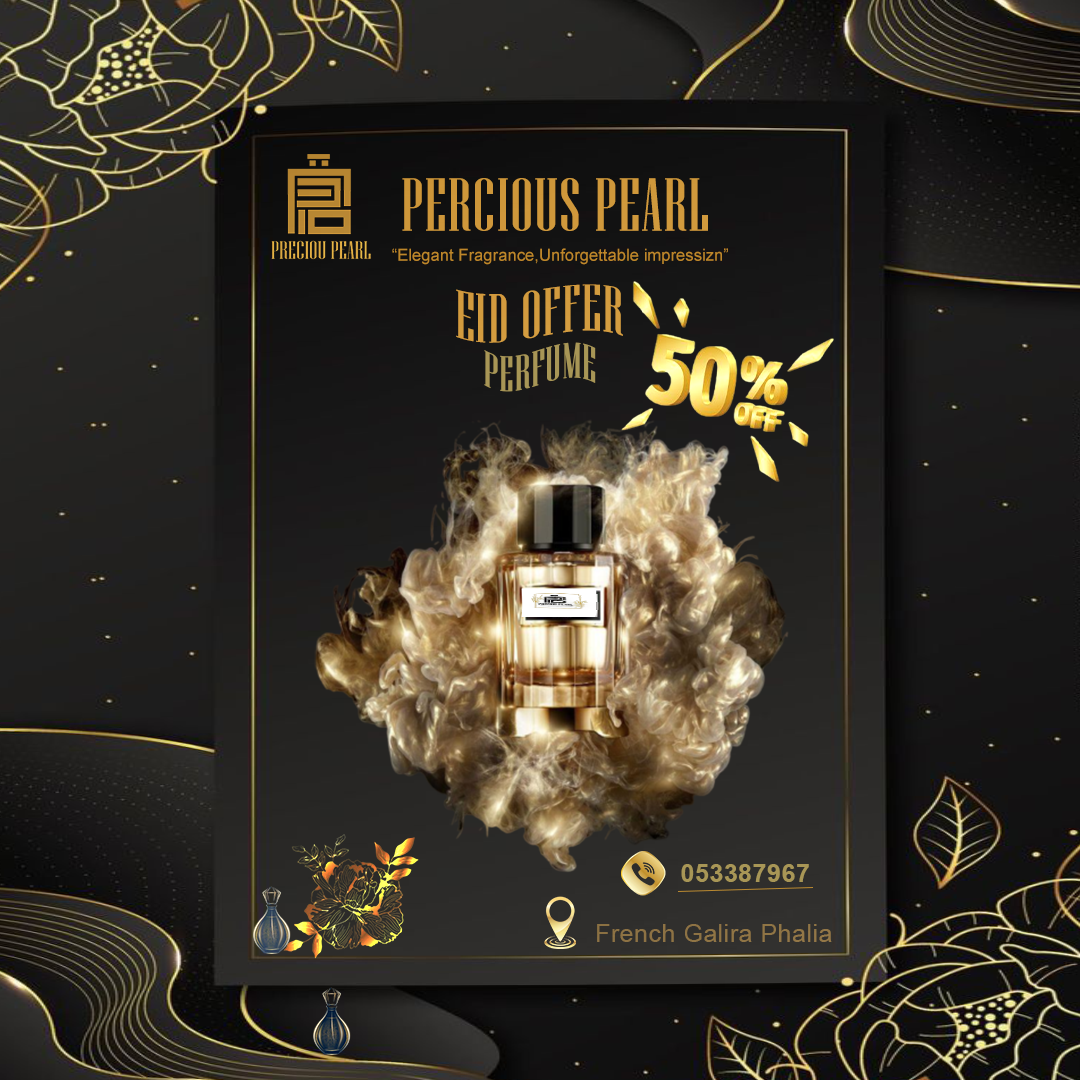 PERCIOUS PEARL
PRECIOU PEARL
“Elegant Fragrance,Unforgettable impressizn”
EID OFFER
PERFUME
50%
OFF
053387967
French Galira Phalia